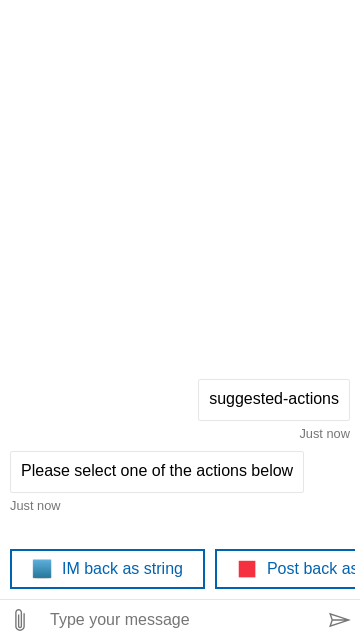 suggested-actions
Just now
Please select one of the actions below
Just now
IM back as string
Post back as
Type your message